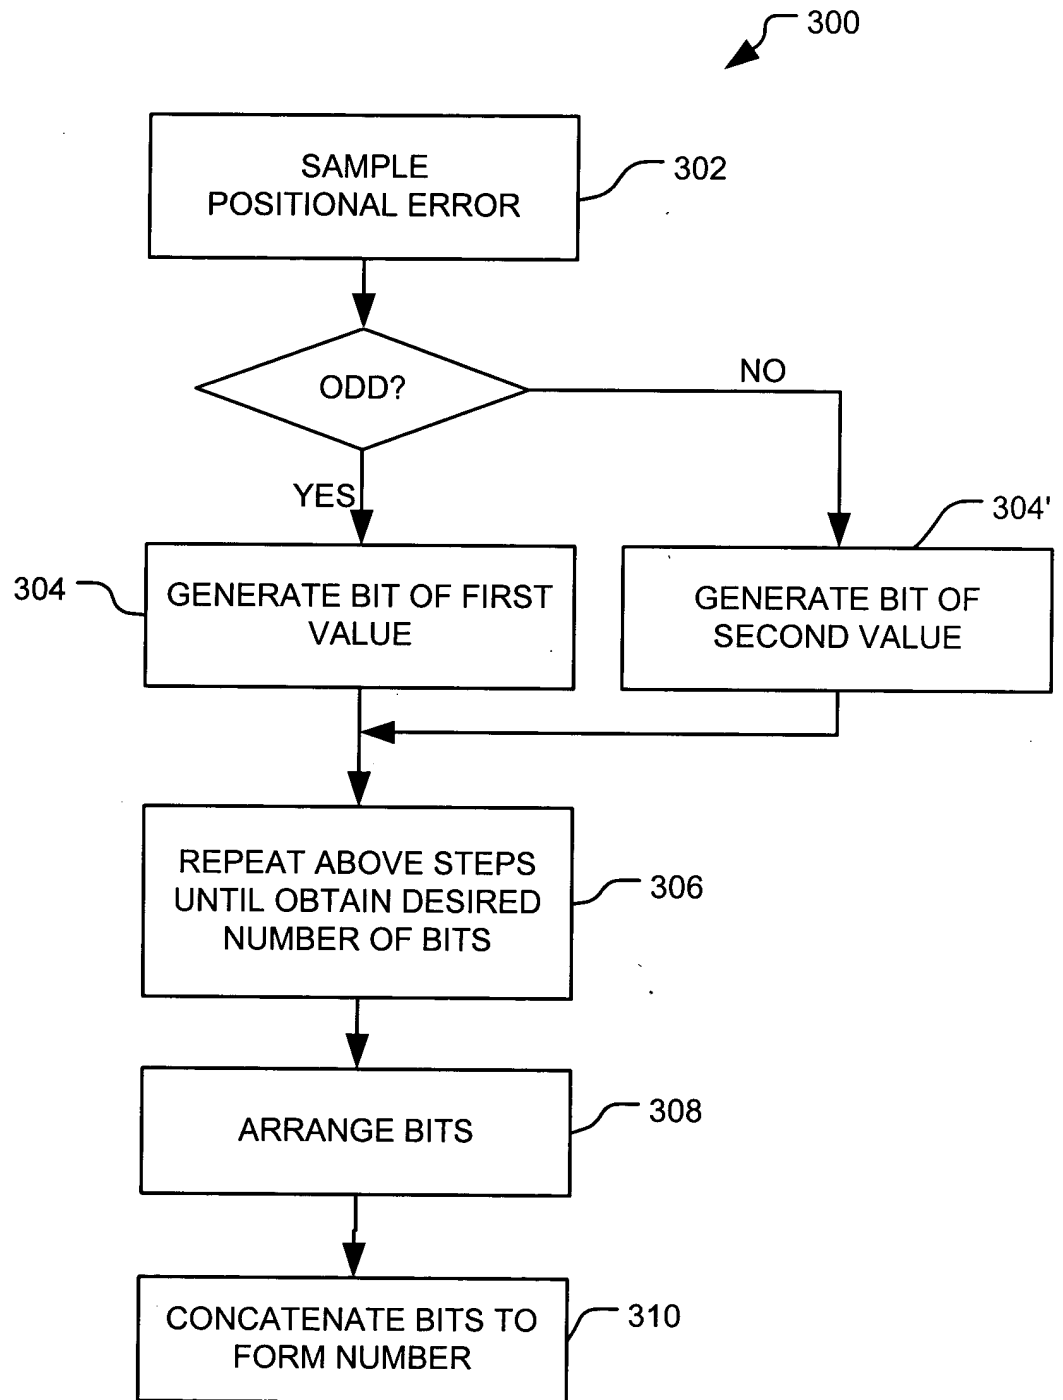 300
SAMPLE
POSITIONAL ERROR
302
ODD?
NO
YES
304'
304
GENERATE BIT OF FIRST
VALUE
GENERATE BIT OF
SECOND VALUE
REPEAT ABOVE STEPS
UNTIL OBTAIN DESIRED
NUMBER OF BITS
306
ARRANGE BITS
308
CONCATENATE BITS TO
FORM NUMBER
310